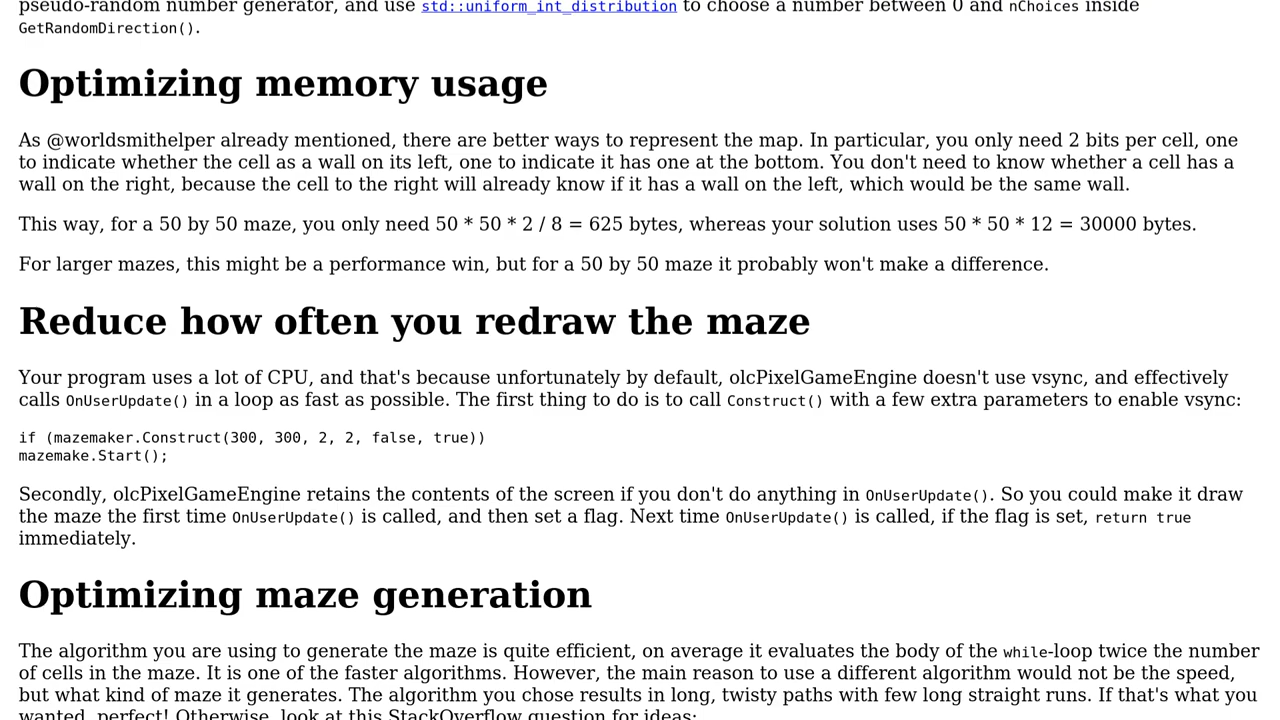 pseudo-random number generator, and use std::uniform_int_distribution to choose a number between 0 and nChoices inside
GetRandomDirection().
Optimizing memory usage
As @worldsmithelper already mentioned, there are better ways to represent the map. In particular, you only need 2 bits per cell, one
to indicate whether the cell as a wall on its left, one to indicate it has one at the bottom. You don't need to know whether a cell has a
wall on the right, because the cell to the right will already know if it has a wall on the left, which would be the same wall.
This way, for a 50 by 50 maze, you only need 50 * 50 * 2 / 8 = 625 bytes, whereas your solution uses 50 * 50 * 12 = 30000 bytes.
For larger mazes, this might be a performance win, but for a 50 by 50 maze it probably won't make a difference.
Reduce how often you redraw the maze
Your program uses a lot of CPU, and that's because unfortunately by default, olcPixelGameEngine doesn't use vsync, and effectively
calls OnUserUpdate() in a loop as fast as possible. The first thing to do is to call Construct() with a few extra parameters to enable vsync:
if (mazemaker.Construct(300, 300, 2, 2, false, true))
mazemake.Start();
Secondly, olcPixelGameEngine retains the contents of the screen if you don't do anything in OnUserUpdate(). So you could make it draw
the maze the first time OnUserUpdate() is called, and then set a flag. Next time OnUserUpdate() is called, if the flag is set, return true
immediately.
Optimizing maze generation
The algorithm you are using to generate the maze is quite efficient, on average it evaluates the body of the while-loop twice the number
of cells in the maze. It is one of the faster algorithms. However, the main reason to use a different algorithm would not be the speed,
but what kind of maze it generates. The algorithm you chose results in long, twisty paths with few long straight runs. If that's what you
wanted, perfect! Otherwise, look at this StackOverflow question for ideas: